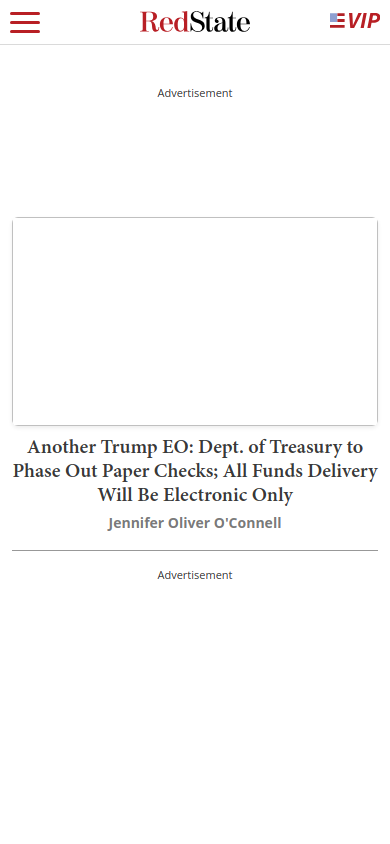 RedState
VIP
Advertisement
Another Trump EO: Dept. of Treasury to
Phase Out Paper Checks; All Funds Delivery
Will Be Electronic Only
Jennifer Oliver O'Connell
Advertisement